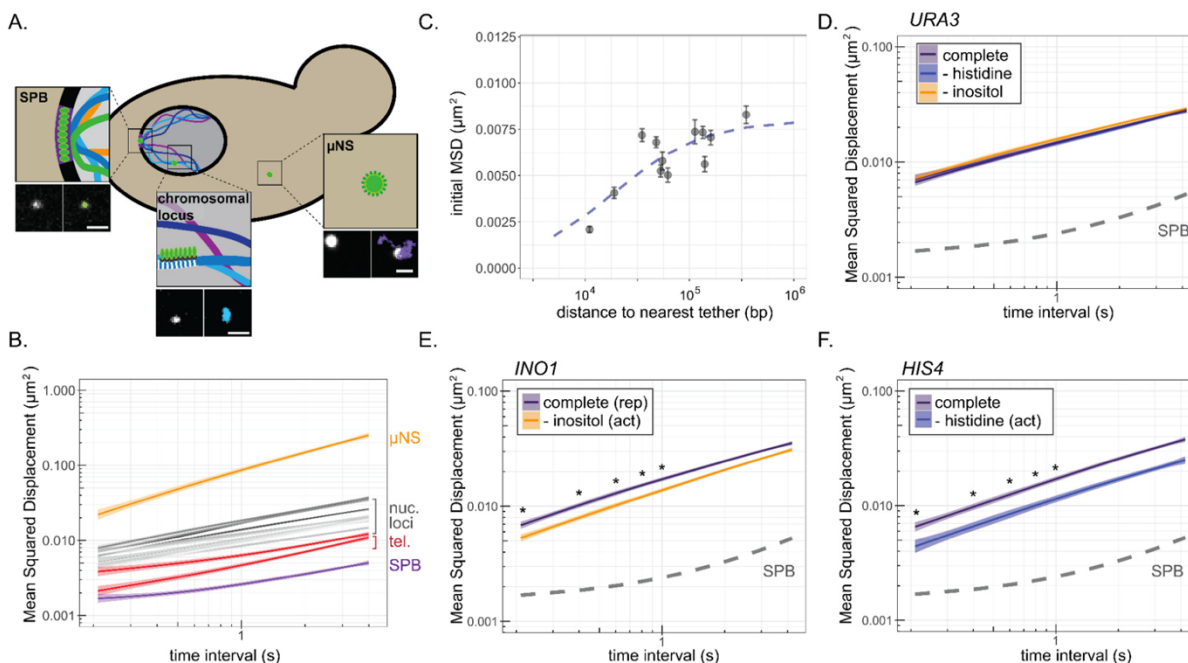 A.
SPB
μNS
chromosomal
locus
B.
Mean Squared Displacement (μm²)
1.000
0.100
0.010
0.001
μNS
nuc.
loci
tel.
SPB
1
time interval (s)
C.
initial MSD (μm²)
0.0125
0.0100
0.0075
0.0050
0.0025
0.0000
10⁴
10⁵
10⁶
distance to nearest tether (bp)
D.
URA3
complete
- histidine
- inositol
Mean Squared Displacement (μm²)
0.100
0.010
0.001
SPB
1
time interval (s)
E.
INO1
complete (rep)
- inositol (act)
Mean Squared Displacement (μm²)
0.100
0.010
0.001
* * * * *
SPB
1
time interval (s)
F.
HIS4
complete
- histidine (act)
Mean Squared Displacement (μm²)
0.100
0.010
0.001
* * * * *
SPB
1
time interval (s)